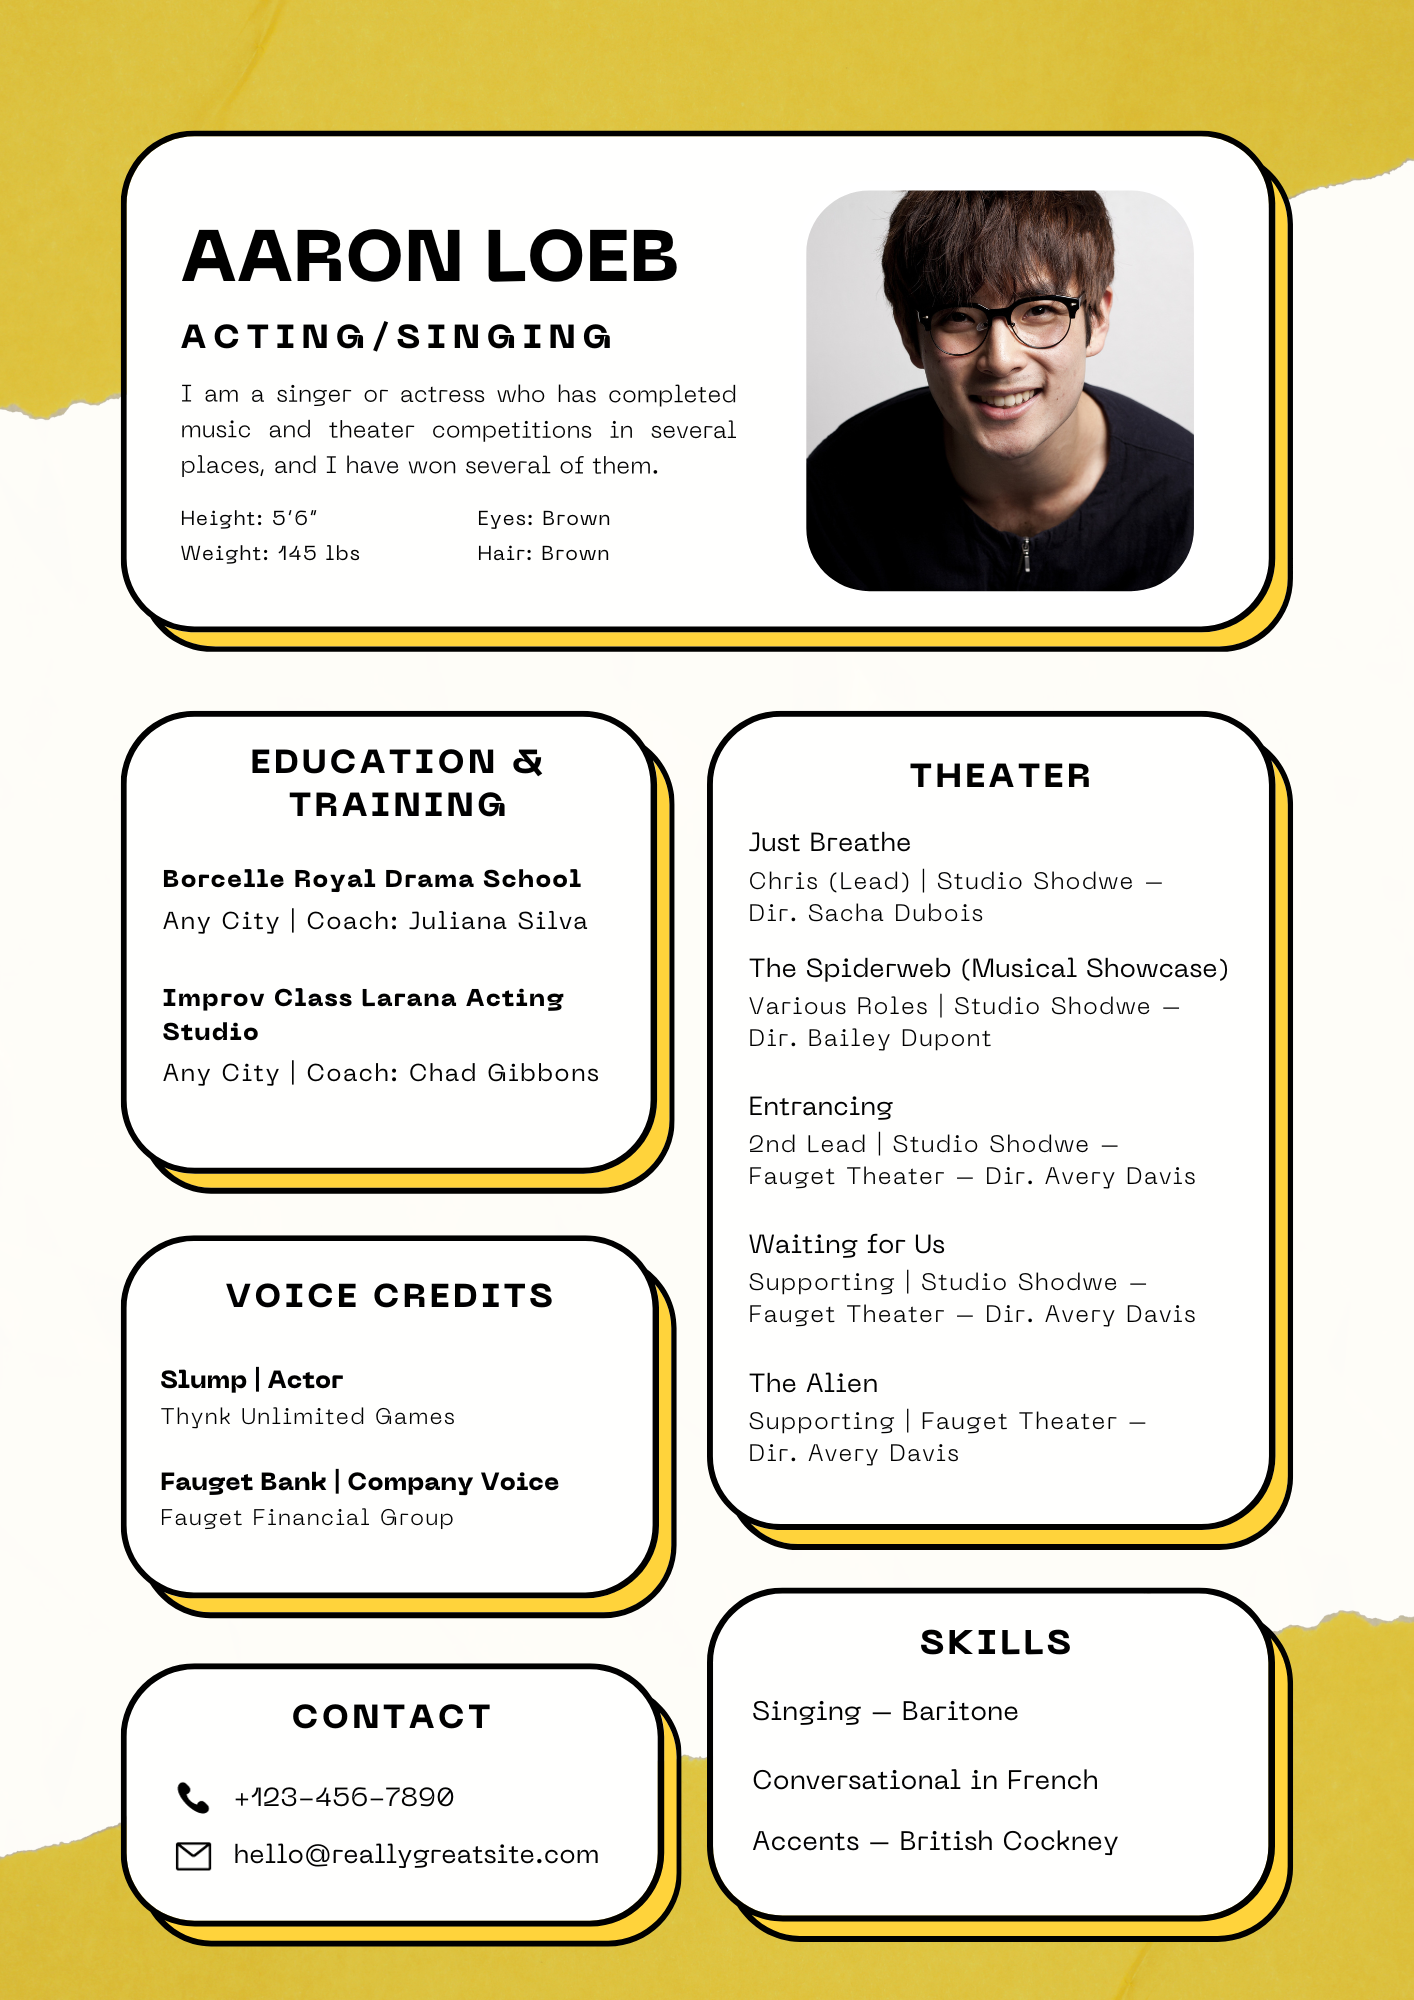 AARON LOEB
ACTING/SINGING
I am a singer or actress who has completed
music and theater competitions in several
places, and I have won several of them.
Height: 5'6"
Weight: 145 lbs
Eyes: Brown
Hair: Brown
EDUCATION &
TRAINING
Borcelle Royal Drama School
Any City | Coach: Juliana Silva
Improv Class Larana Acting
Studio
Any City | Coach: Chad Gibbons
VOICE CREDITS
Slump | Actor
Thynk Unlimited Games
Fauget Bank | Company Voice
Fauget Financial Group
CONTACT
+123-456-7890
hello@reallygreatsite.com
THEATER
Just Breathe
Chris (Lead) | Studio Shodwe –
Dir. Sacha Dubois
The Spiderweb (Musical Showcase)
Various Roles | Studio Shodwe –
Dir. Bailey Dupont
Entrancing
2nd Lead | Studio Shodwe –
Fauget Theater – Dir. Avery Davis
Waiting for Us
Supporting | Studio Shodwe –
Fauget Theater – Dir. Avery Davis
The Alien
Supporting | Fauget Theater –
Dir. Avery Davis
SKILLS
Singing – Baritone
Conversational in French
Accents – British Cockney